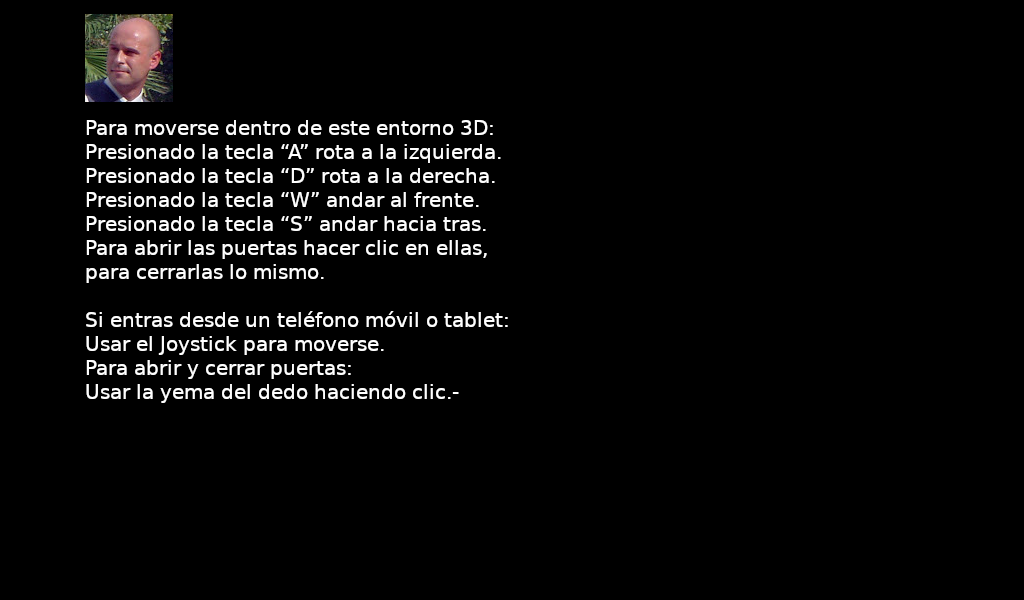 Para moverse dentro de este entorno 3D:
Presionado la tecla “A” rota a la izquierda.
Presionado la tecla “D” rota a la derecha.
Presionado la tecla “W” andar al frente.
Presionado la tecla “S” andar hacia tras.
Para abrir las puertas hacer clic en ellas,
para cerrarlas lo mismo.
Si entras desde un teléfono móvil o tablet:
Usar el Joystick para moverse.
Para abrir y cerrar puertas:
Usar la yema del dedo haciendo clic.-